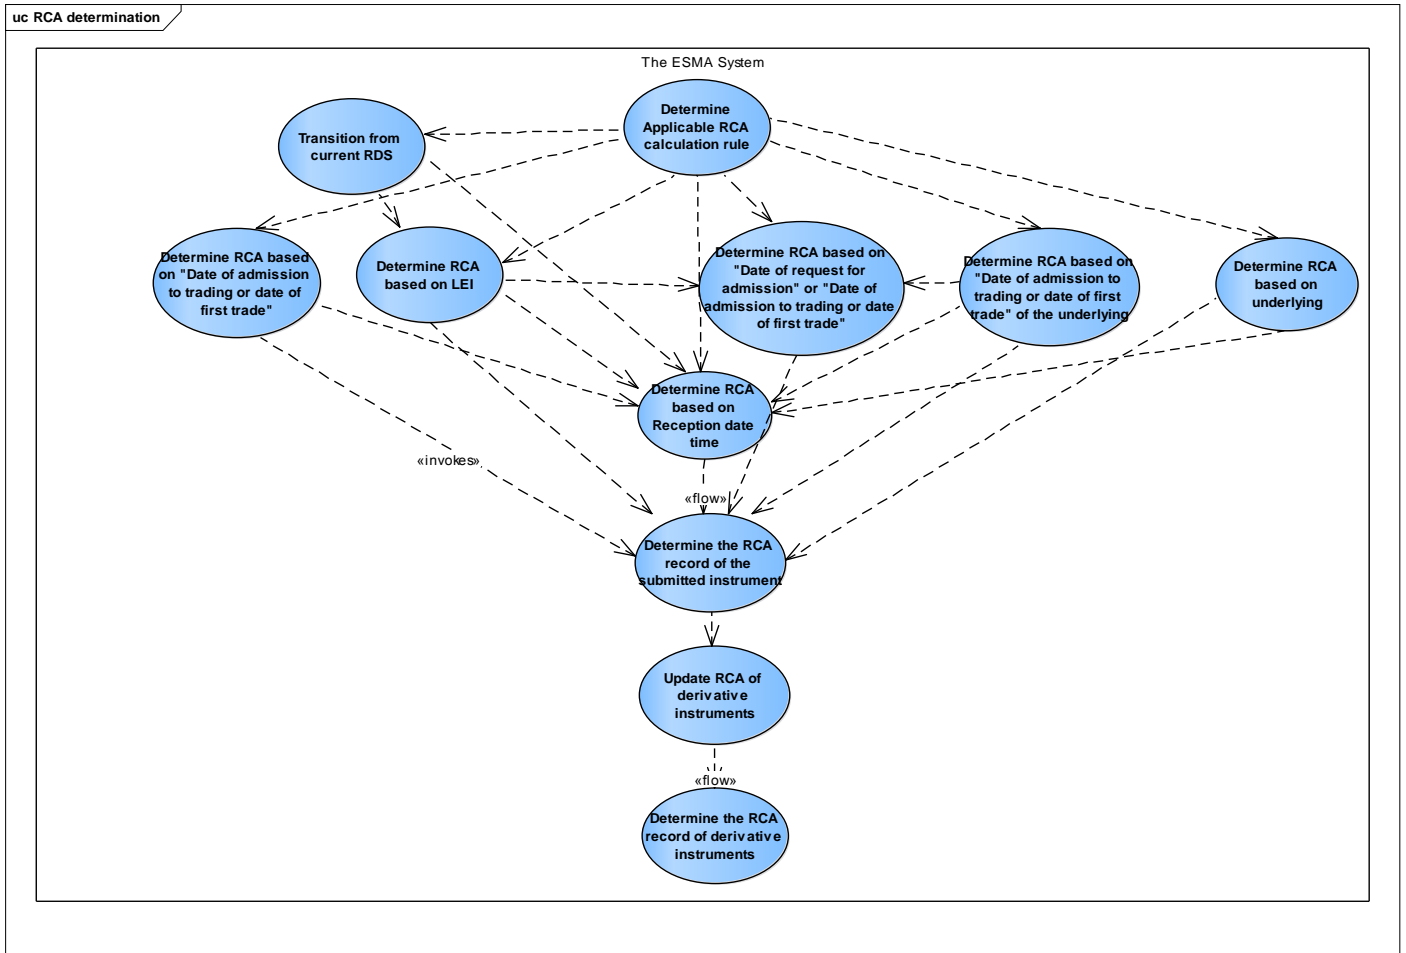 uc RCA determination
The ESMA System
Determine
Applicable RCA
calculation rule
Transition from
current RDS
Determine RCA based
on "Date of admission
to trading or date of
first trade"
Determine RCA
based on LEI
Determine RCA based on
"Date of request for
admission" or "Date of
admission to trading or date
of first trade"
Determine RCA based on
"Date of admission to
trading or date of first
trade" of the underlying
Determine RCA
based on
underlying
Determine RCA
based on
Reception date
time
«invokes»
«flow»
Determine the RCA
record of the
submitted instrument
Update RCA of
derivative
instruments
«flow»
Determine the RCA
record of derivative
instruments